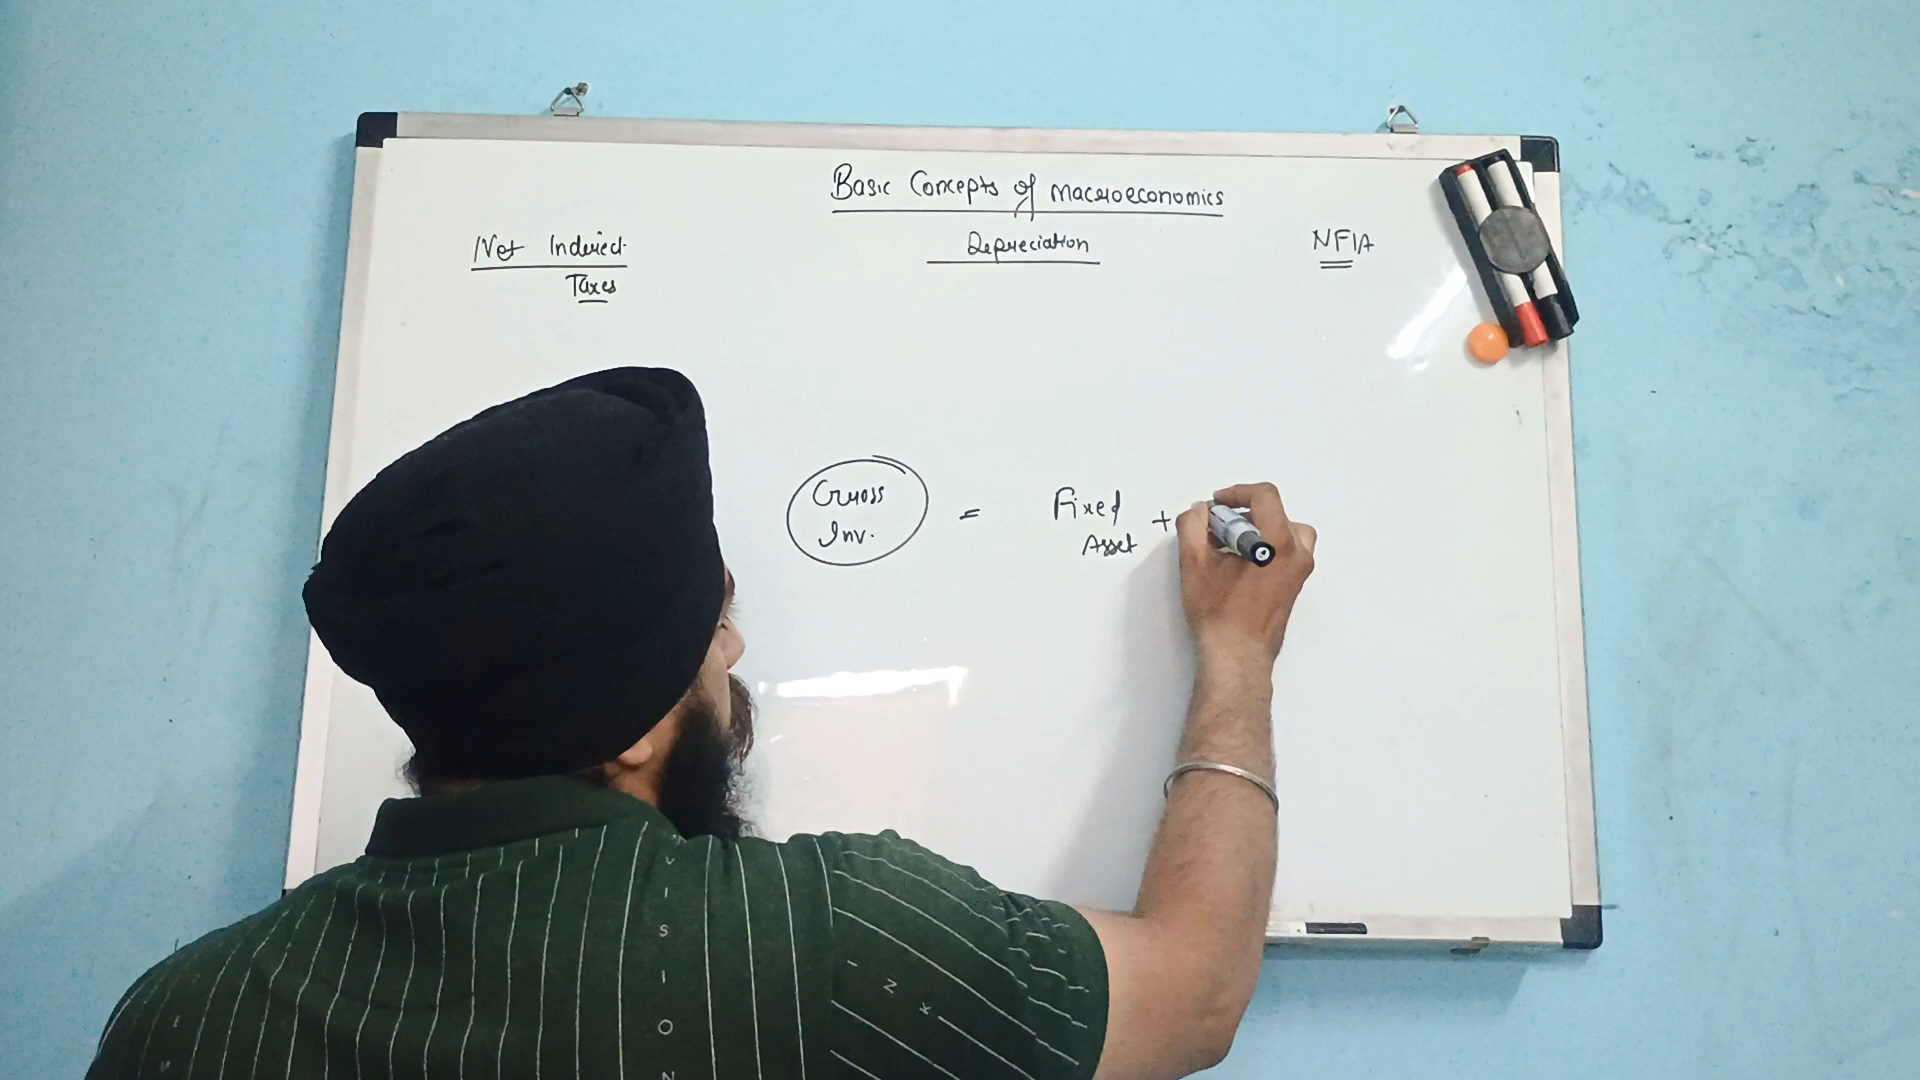 Basic Concepts of Macroeconomics
Net Indirect
Taxes
Depreciation
NFIA
Gross
Inv.
=
Fixed
Asset
+
V
I
S
I
O
N
I
N
K